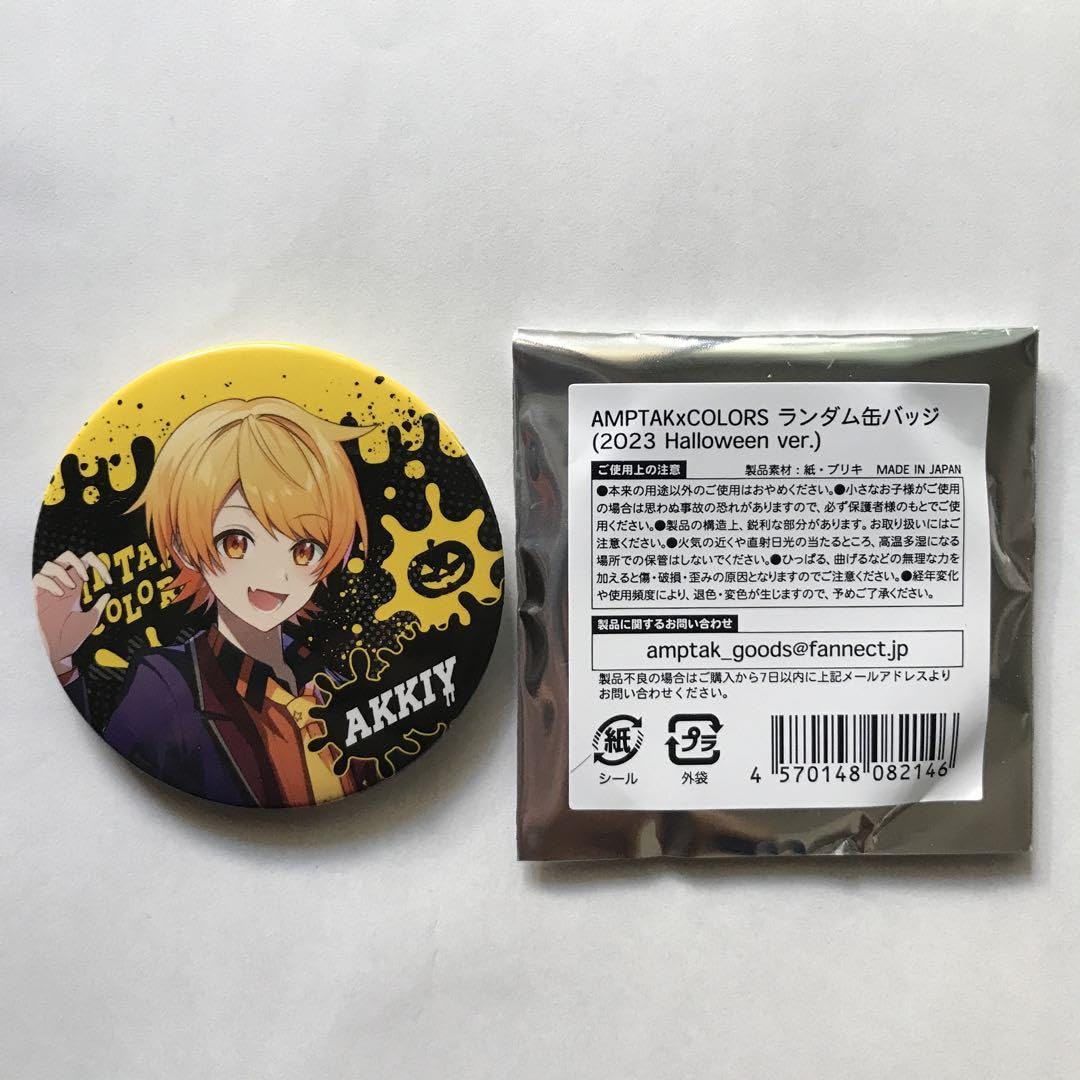 AMPTAK
COLORS
AKKIY
AMPTAKxCOLORS ランダム缶バッジ
(2023 Halloween ver.)
ご使用上の注意 製品素材：紙・ブリキ MADE IN JAPAN
●本来の用途以外のご使用はおやめください。●小さなお子様がご使用
の場合は思わぬ事故の恐れがありますので、必ず保護者様のもとでご使
用ください。●製品の構造上、鋭利な部分があります。お取り扱いにはご
注意ください。●火気の近くや直射日光の当たるところ、高温多湿になる
場所での保管はしないでください。●ひっぱる、曲げるなどの無理な力を
加えると傷・破損・歪みの原因となりますのでご注意ください。●経年変化
や使用頻度により、退色・変色が生じますので、予めご了承ください。
製品に関するお問い合わせ
amptak_goods@fannect.jp
製品不良の場合はご購入から7日以内に上記メールアドレスより
お問い合わせください。
紙
シール
プラ
外袋
4 570148 082146